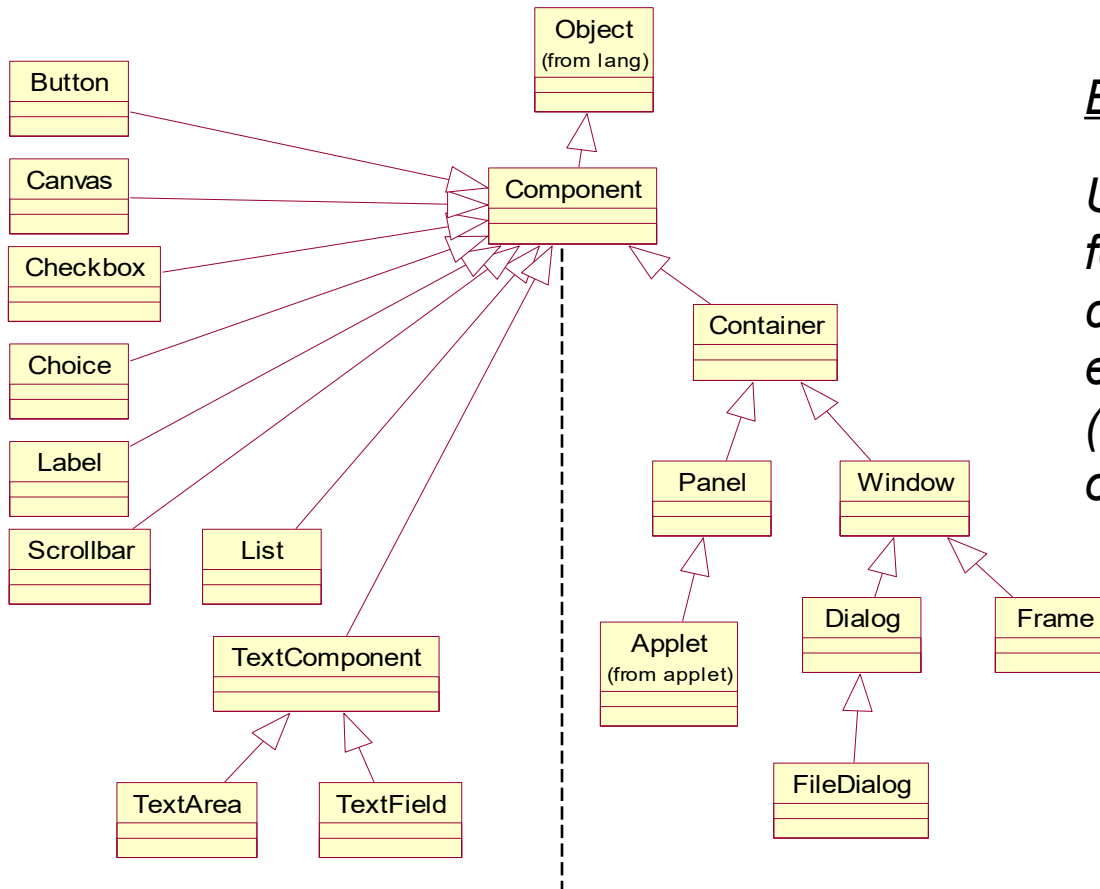 Object
(from lang)
Button
Component
Canvas
Checkbox
Container
Choice
Label
Panel
Window
Scrollbar
List
Dialog
Frame
Applet
(from applet)
TextComponent
FileDialog
TextArea
TextField